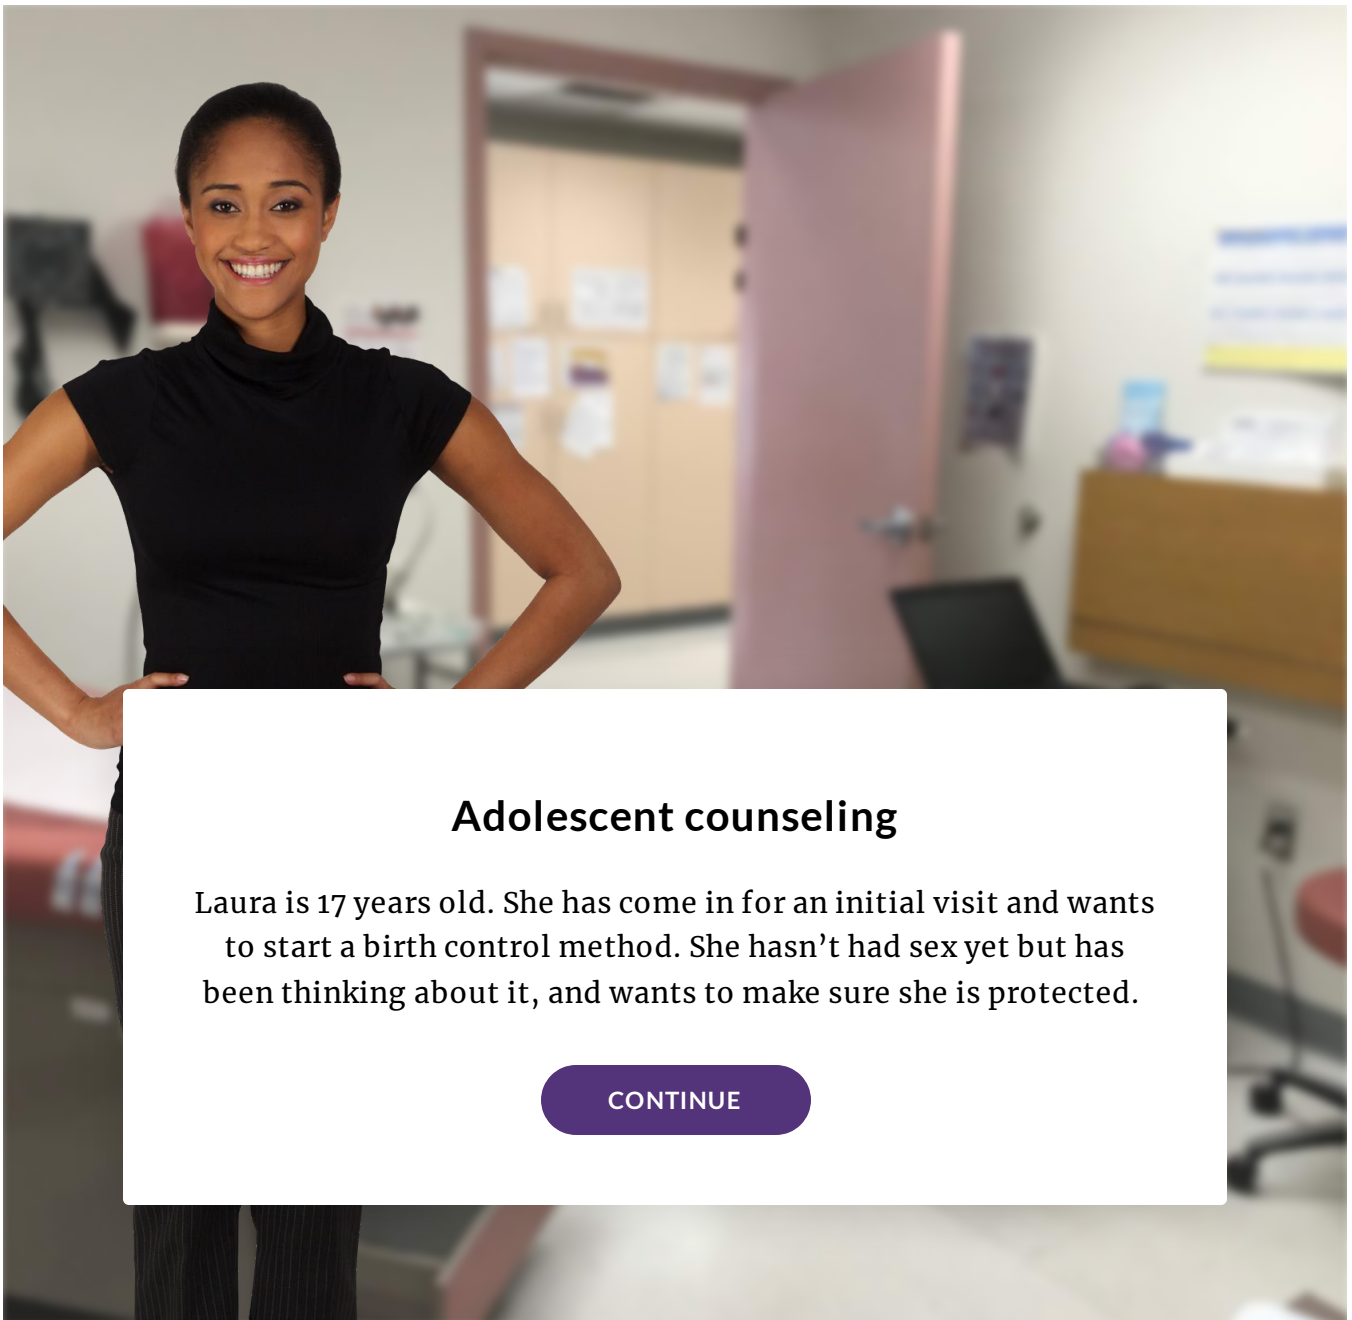 Adolescent counseling
Laura is 17 years old. She has come in for an initial visit and wants
to start a birth control method. She hasn’t had sex yet but has
been thinking about it, and wants to make sure she is protected.
CONTINUE